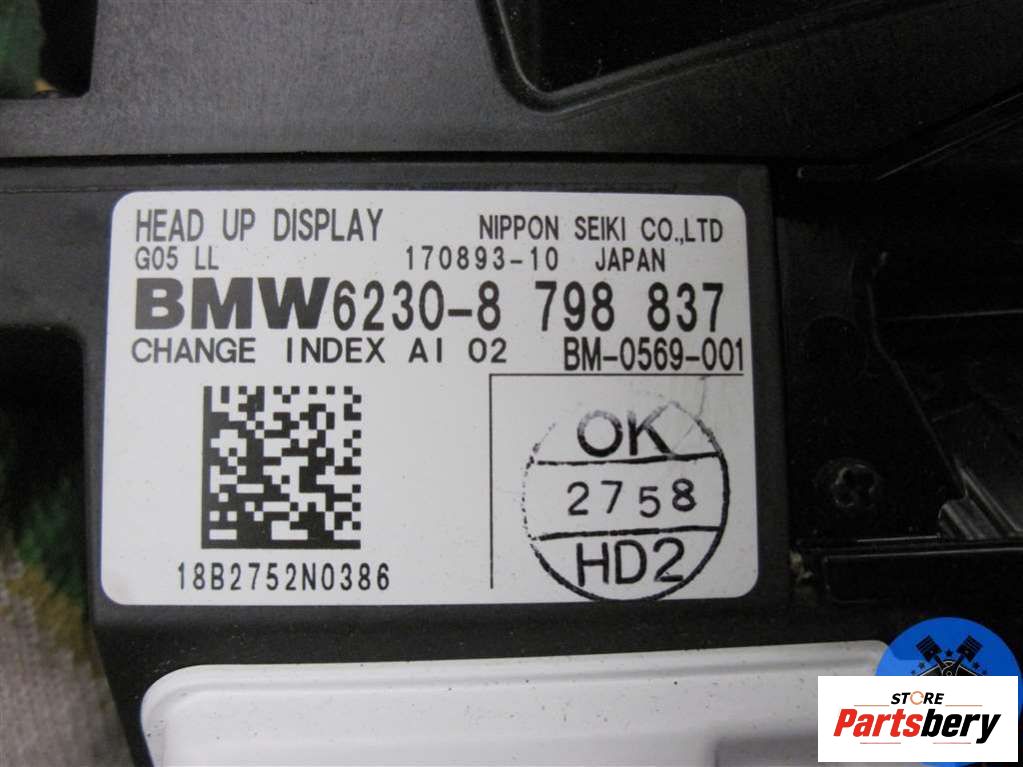 HEAD UP DISPLAY NIPPON SEIKI CO.,LTD
G05 LL 170893-10 JAPAN
BMW6230-8 798 837
CHANGE INDEX AI 02 BM-0569-001
OK
2758
HD2
18B2752N0386
STORE
Partsbery